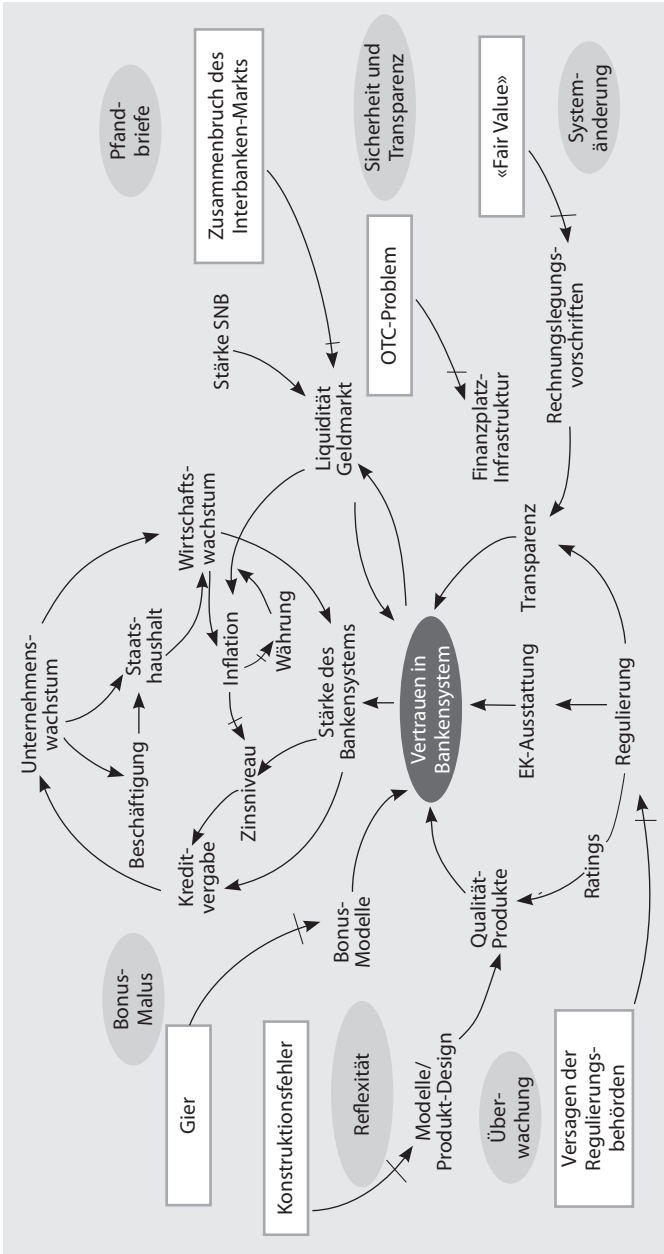 Unternehmens-
wachstum
Pfand-
briefe
Bonus-
Malus
Beschäftigung
Staats-
haushalt
Gier
Kredit-
vergabe
Wirtschafts-
wachstum
Zusammenbruch des
Interbanken-Markts
Stärke SNB
Zinsniveau
Inflation
Währung
Konstruktionsfehler
Stärke des
Bankensystems
Liquidität
Geldmarkt
Bonus-
Modelle
Reflexität
Sicherheit und
Transparenz
OTC-Problem
Vertrauen in
Bankensystem
Modelle/
Produkt-Design
Qualität-
Produkte
Finanzplatz-
Infrastruktur
«Fair Value»
Über-
wachung
EK-Ausstattung
Transparenz
Rechnungslegungs-
vorschriften
System-
änderung
Versagen der
Regulierungs-
behörden
Ratings
Regulierung